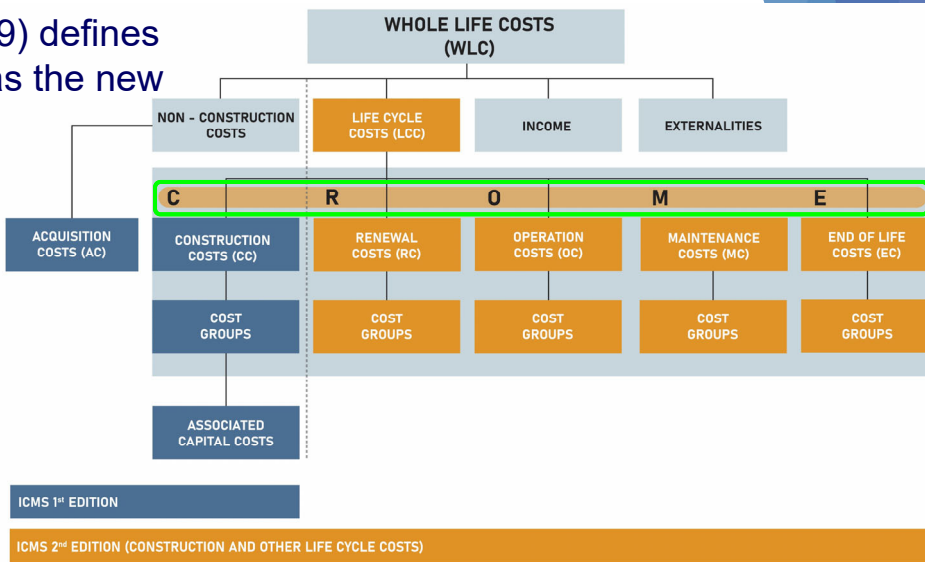 9) defines
as the new
WHOLE LIFE COSTS
(WLC)
NON - CONSTRUCTION
COSTS
LIFE CYCLE
COSTS (LCC)
INCOME
EXTERNALITIES
C R O M E
ACQUISITION
COSTS (AC)
CONSTRUCTION
COSTS (CC)
RENEWAL
COSTS (RC)
OPERATION
COSTS (OC)
MAINTENANCE
COSTS (MC)
END OF LIFE
COSTS (EC)
COST
GROUPS
COST
GROUPS
COST
GROUPS
COST
GROUPS
COST
GROUPS
ASSOCIATED
CAPITAL COSTS
ICMS 1st EDITION
ICMS 2nd EDITION (CONSTRUCTION AND OTHER LIFE CYCLE COSTS)